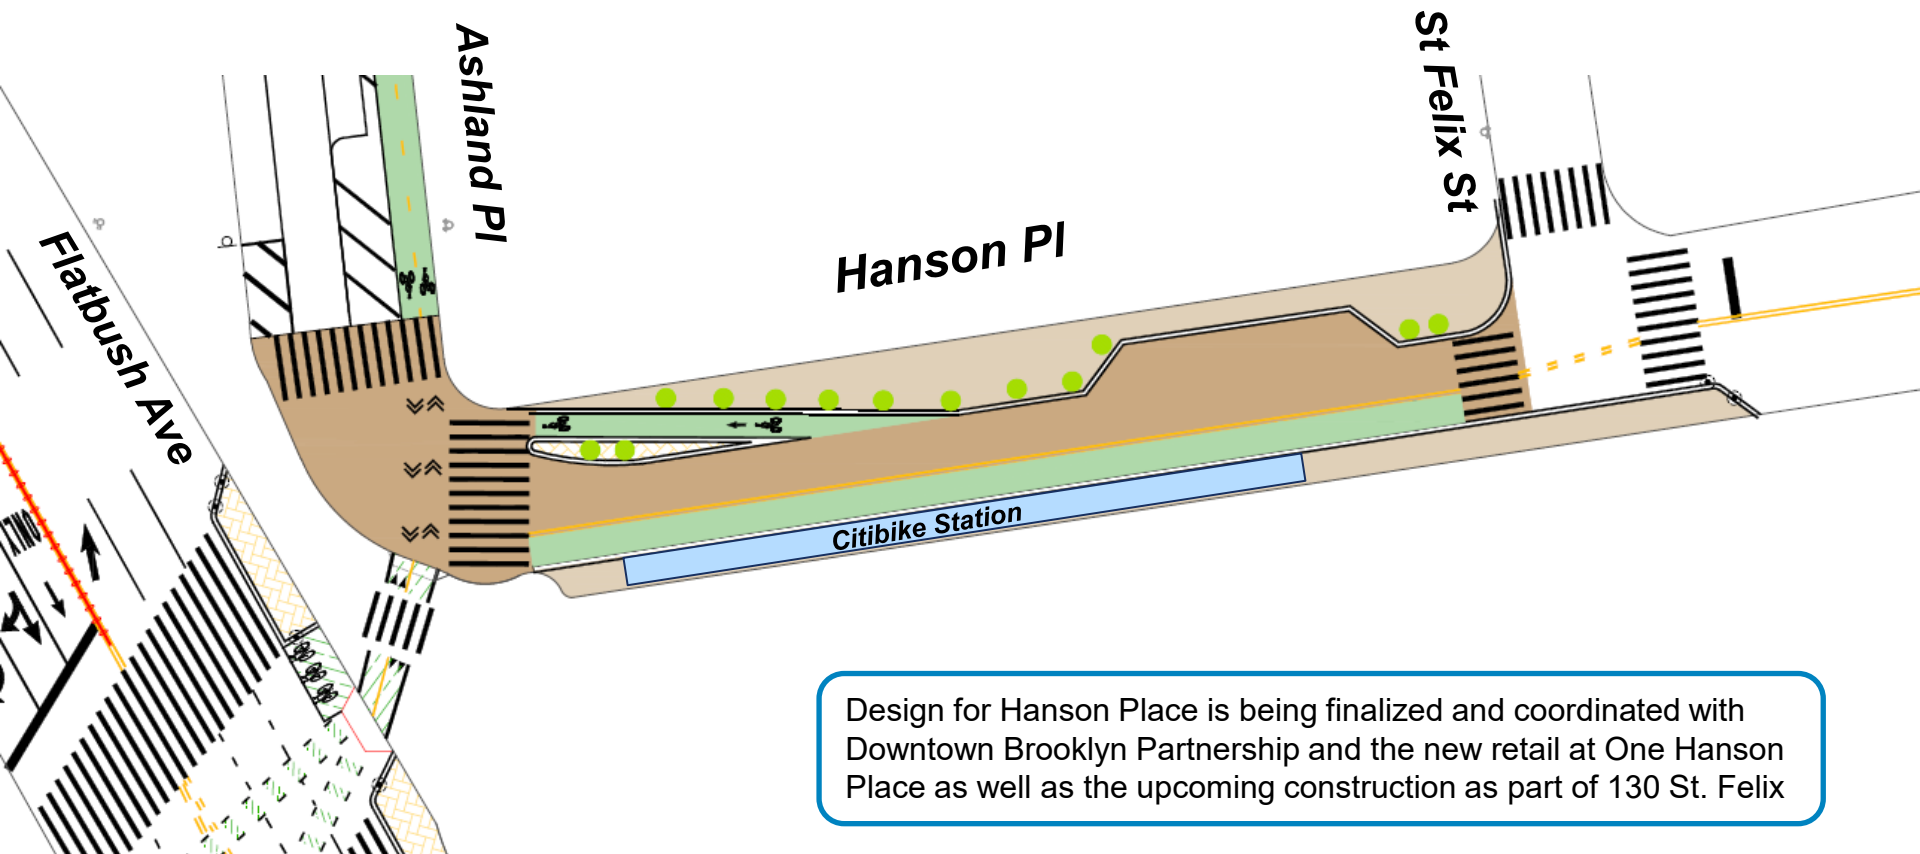 Ashland Pl
St Felix St
Flatbush Ave
Hanson Pl
ONLY
Citibike Station
Design for Hanson Place is being finalized and coordinated with
Downtown Brooklyn Partnership and the new retail at One Hanson
Place as well as the upcoming construction as part of 130 St. Felix